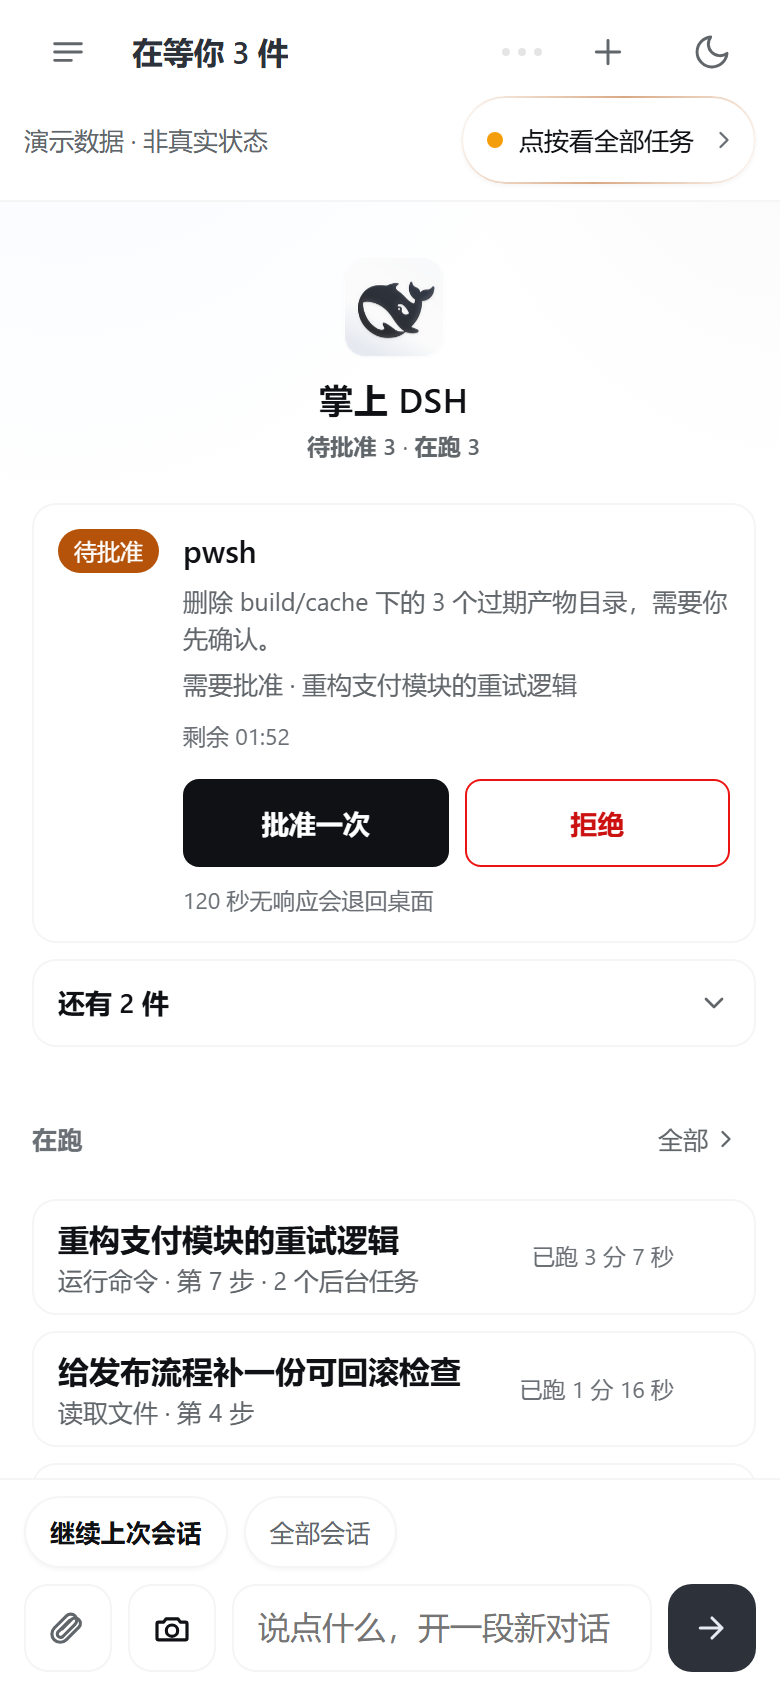 在等你 3 件
演示数据 · 非真实状态
点按看全部任务
掌上 DSH
待批准 3 · 在跑 3
待批准
pwsh
删除 build/cache 下的 3 个过期产物目录，需要你
先确认。
需要批准 · 重构支付模块的重试逻辑
剩余 01:52
批准一次
拒绝
120 秒无响应会退回桌面
还有 2 件
在跑
全部
重构支付模块的重试逻辑
运行命令 · 第 7 步 · 2 个后台任务
已跑 3 分 7 秒
给发布流程补一份可回滚检查
读取文件 · 第 4 步
已跑 1 分 16 秒
继续上次会话
全部会话
说点什么，开一段新对话